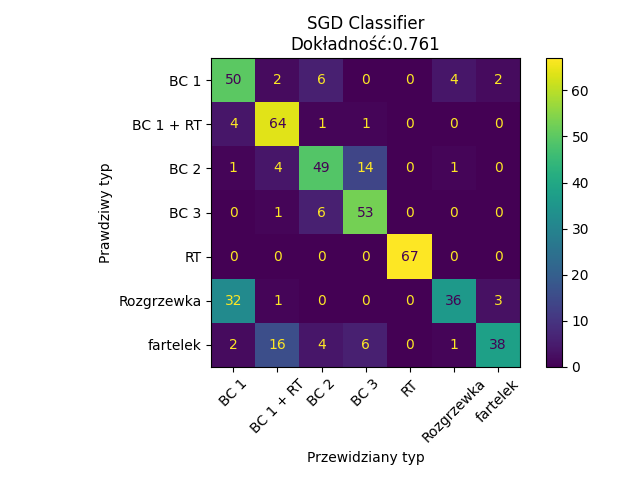 SGD Classifier
Dokładność:0.761
Prawdziwy typ
BC 1 50 2 6 0 0 4 2
BC 1 + RT 4 64 1 1 0 0 0
BC 2 1 4 49 14 0 1 0
BC 3 0 1 6 53 0 0 0
RT 0 0 0 0 67 0 0
Rozgrzewka 32 1 0 0 0 36 3
fartelek 2 16 4 6 0 1 38
BC 1 BC 1 + RT BC 2 BC 3 RT Rozgrzewka fartelek
Przewidziany typ
60
50
40
30
20
10
0